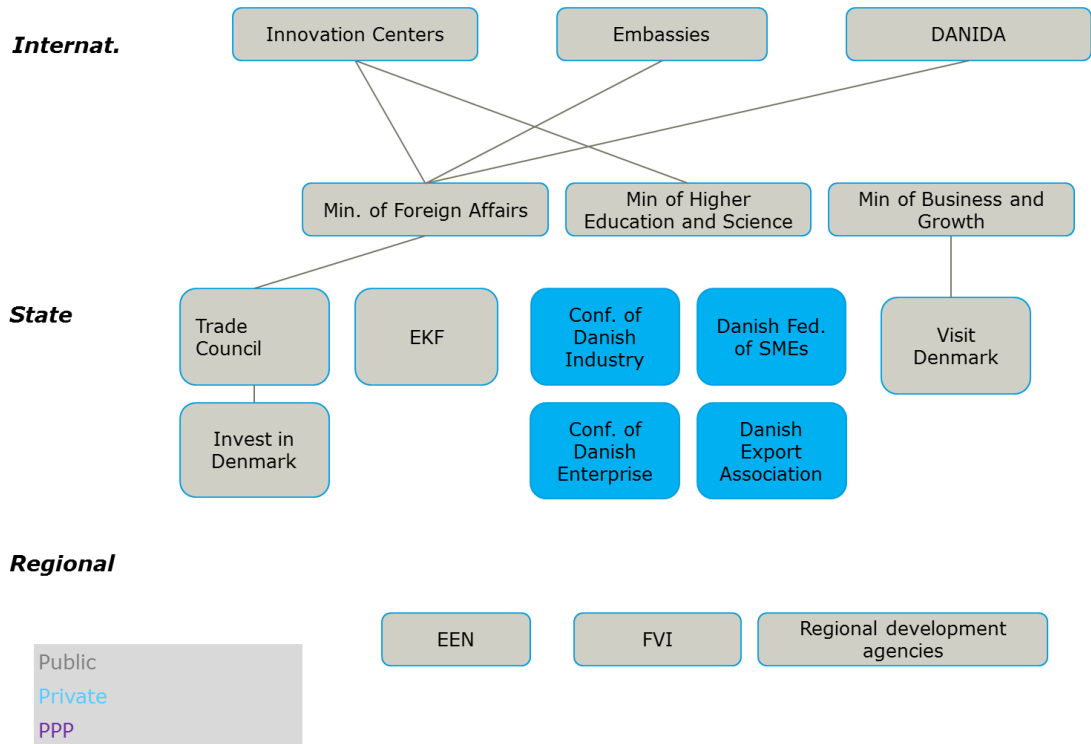 Internat.
Innovation Centers
Embassies
DANIDA
Min. of Foreign Affairs
Min of Higher
Education and Science
Min of Business and
Growth
State
Trade
Council
EKF
Conf. of
Danish
Industry
Danish Fed.
of SMEs
Visit
Denmark
Invest in
Denmark
Conf. of
Danish
Enterprise
Danish
Export
Association
Regional
EEN
FVI
Regional development
agencies
Public
Private
PPP